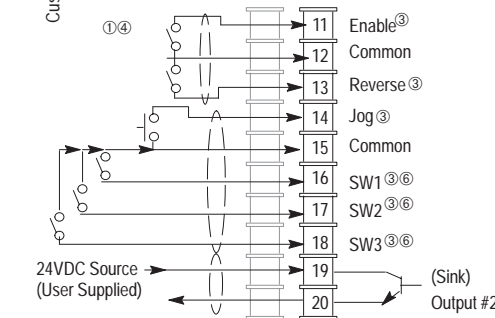 Cus
①④
11 Enable③
12 Common
13 Reverse③
14 Jog③
15 Common
16 SW1③⑥
17 SW2③⑥
18 SW3③⑥
24VDC Source
(User Supplied)
19
20
(Sink)
Output #2